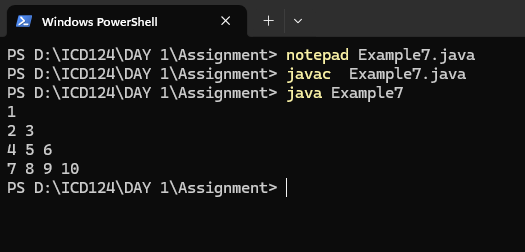 Windows PowerShell
PS D:\ICD124\DAY 1\Assignment> notepad Example7.java
PS D:\ICD124\DAY 1\Assignment> javac  Example7.java
PS D:\ICD124\DAY 1\Assignment> java Example7
1
2 3
4 5 6
7 8 9 10
PS D:\ICD124\DAY 1\Assignment>